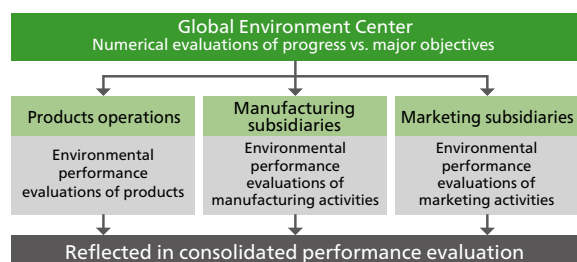 Global Environment Center
Numerical evaluations of progress vs. major objectives
Products operations
Environmental
performance
evaluations of products
Manufacturing
subsidiaries
Environmental
performance
evaluations of
manufacturing activities
Marketing subsidiaries
Environmental
performance
evaluations of
marketing activities
Reflected in consolidated performance evaluation